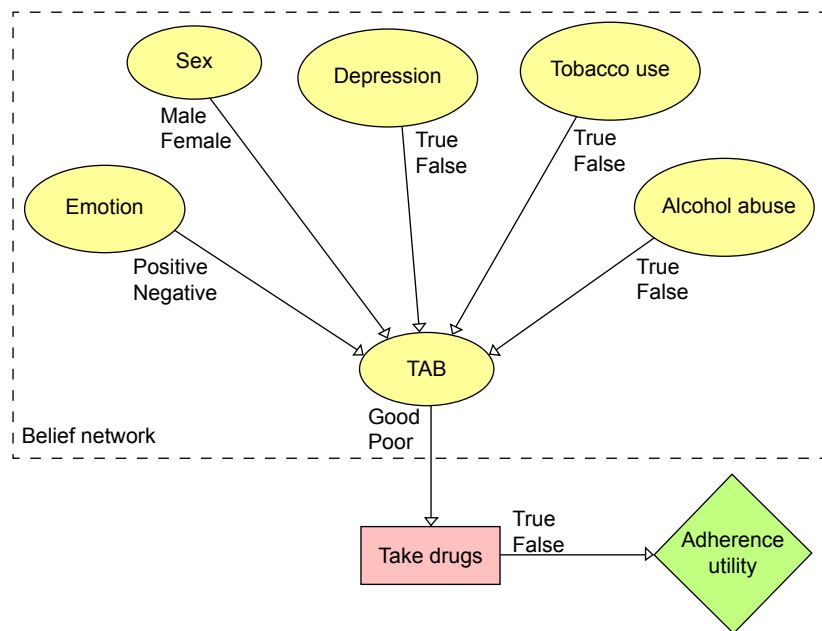 Sex
Depression
Tobacco use
Male
Female
True
False
True
False
Emotion
Alcohol abuse
Positive
Negative
True
False
TAB
Good
Poor
Belief network
Take drugs
True
False
Adherence
utility